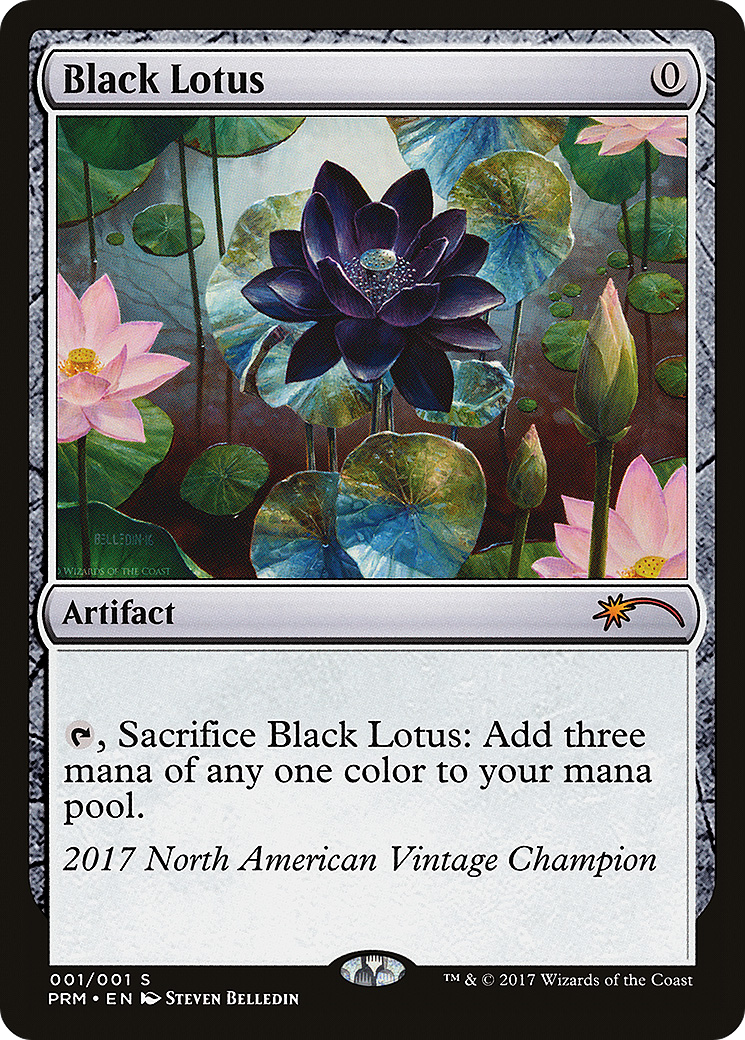 Black Lotus
0
BELLEDIN·16
© WIZARDS OF THE COAST
Artifact
, Sacrifice Black Lotus: Add three
mana of any one color to your mana
pool.
2017 North American Vintage Champion
001/001 S
™ & © 2017 Wizards of the Coast
PRM • EN STEVEN BELLEDIN